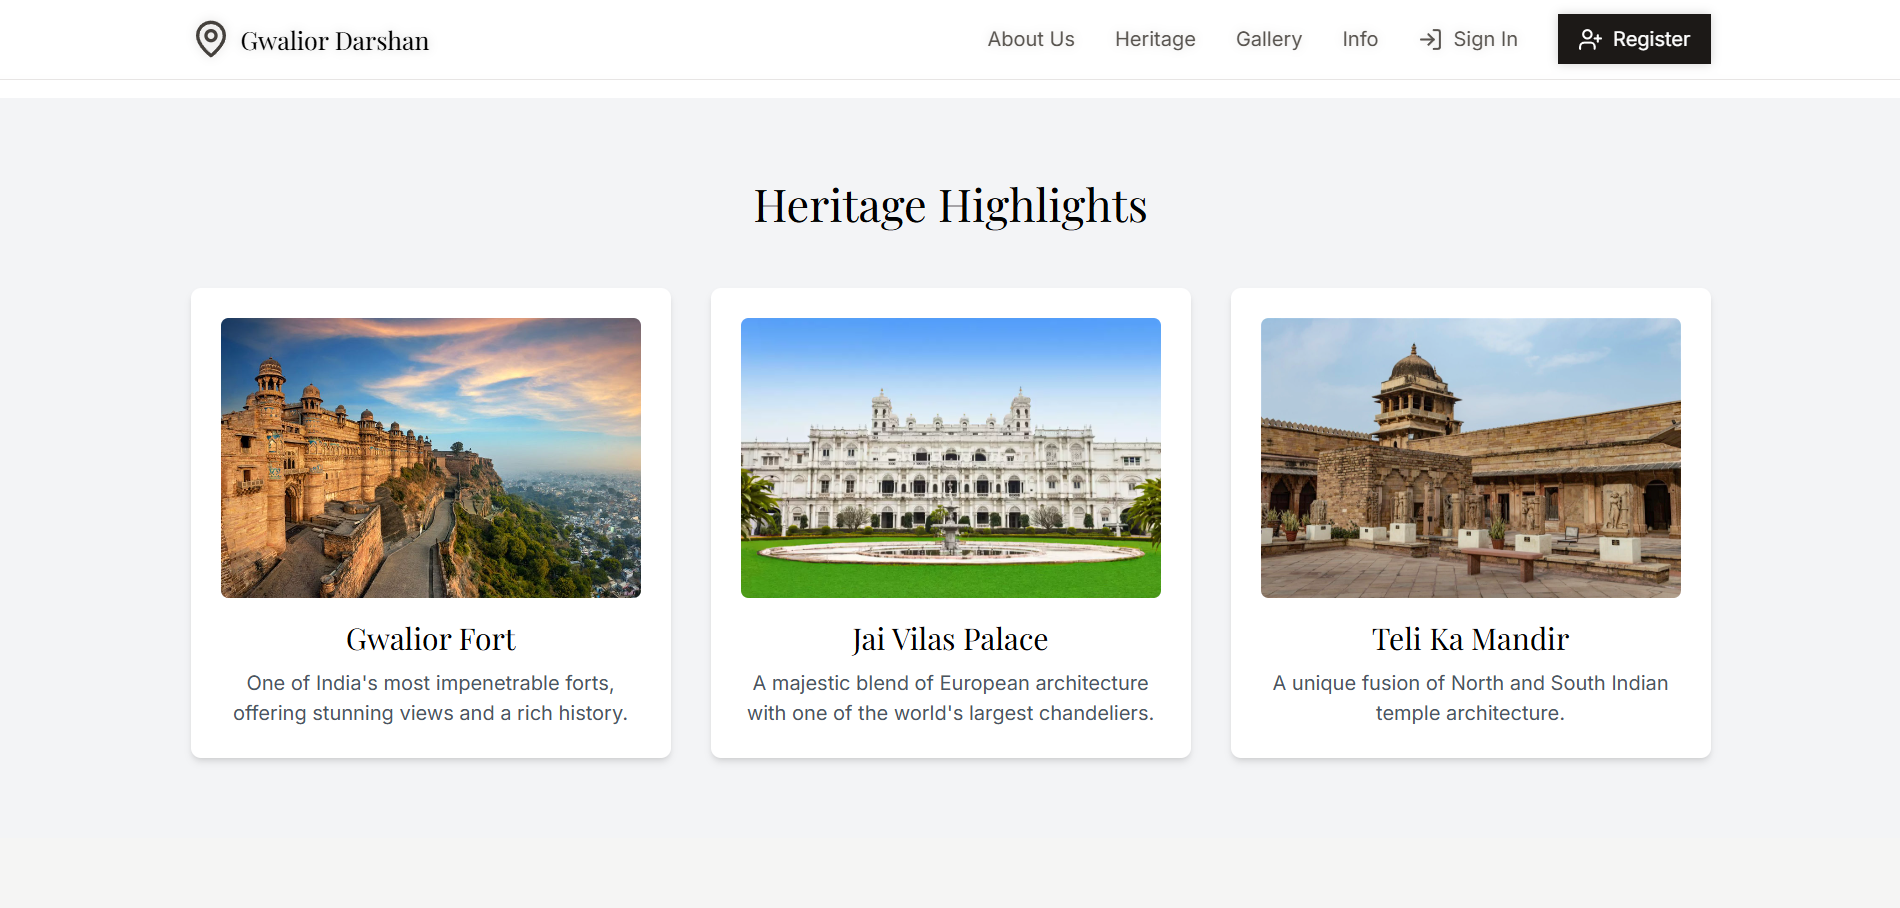 Gwalior Darshan
About Us
Heritage
Gallery
Info
Sign In
Register
Heritage Highlights
Gwalior Fort
One of India's most impenetrable forts,
offering stunning views and a rich history.
Jai Vilas Palace
A majestic blend of European architecture
with one of the world's largest chandeliers.
Teli Ka Mandir
A unique fusion of North and South Indian
temple architecture.